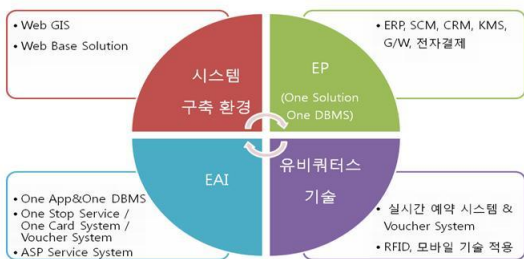 • Web GIS
• Web Base Solution
시스템
구축 환경
EP
(One Solution
One DBMS)
• ERP, SCM, CRM, KMS,
G/W, 전자결제
EAI
• One App&One DBMS
• One Stop Service /
One Card System /
Voucher System
• ASP Service System
유비쿼터스
기술
• 실시간 예약 시스템 &
Voucher System
• RFID, 모바일 기술 적용